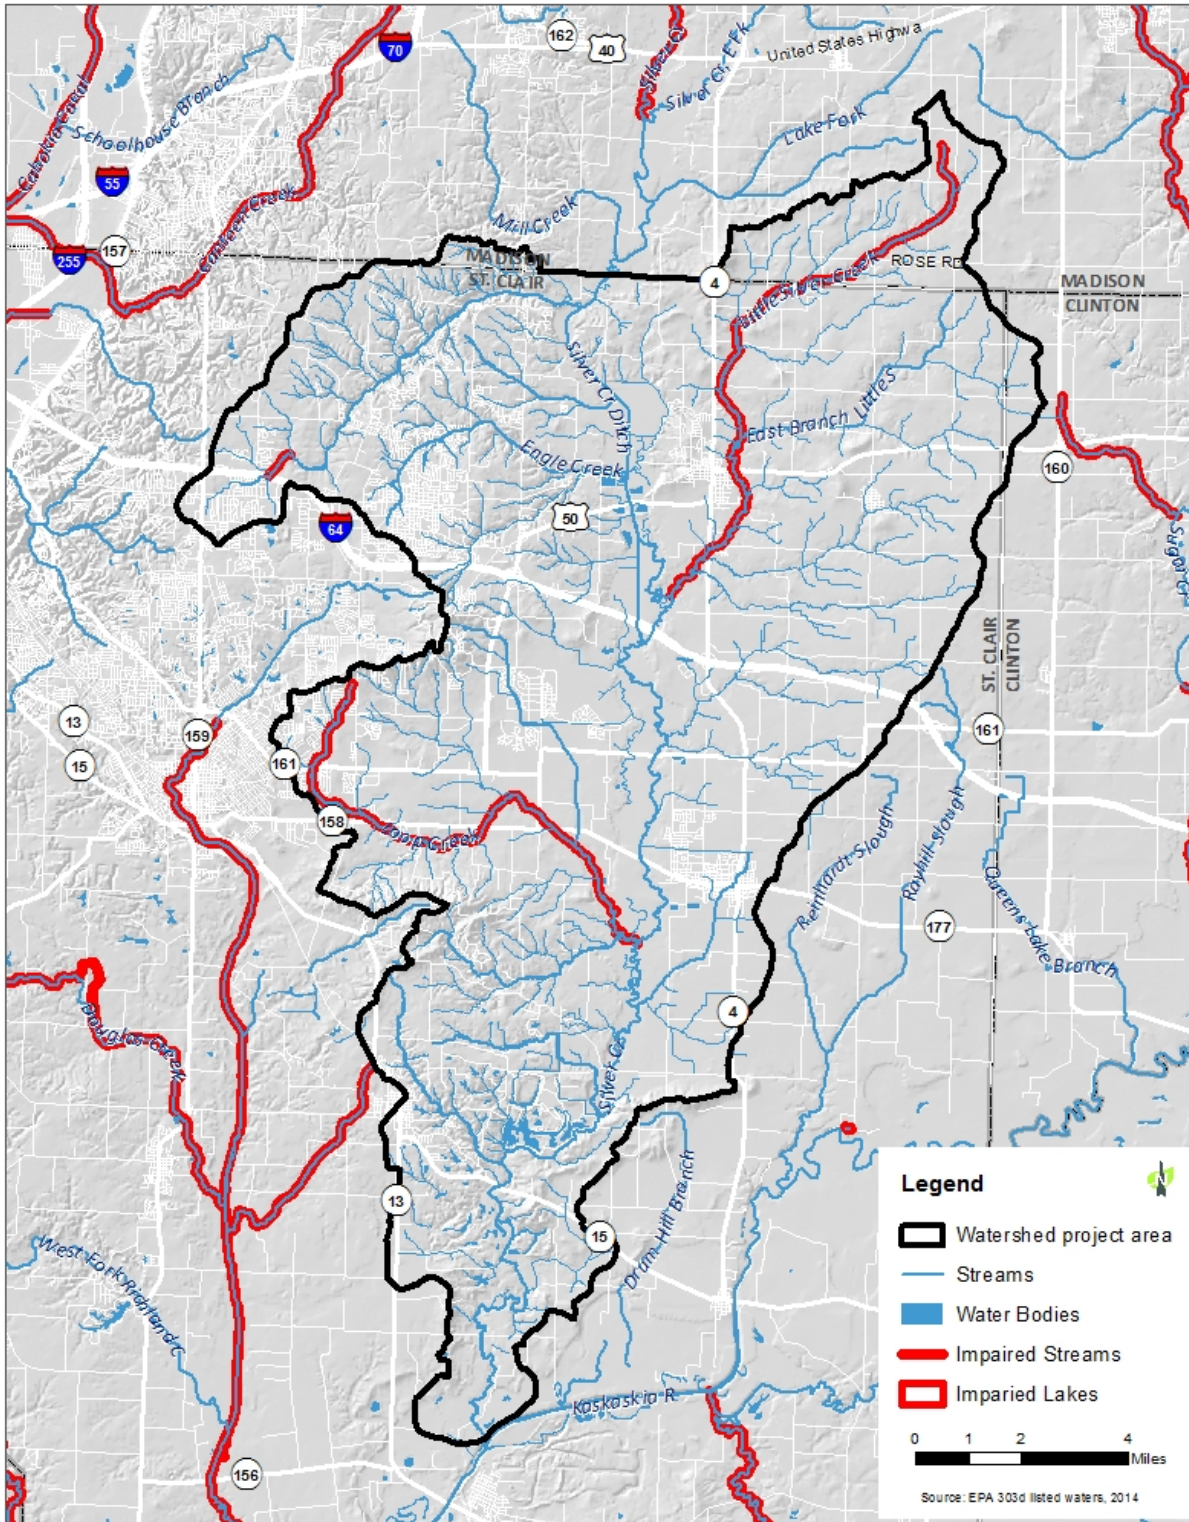 162
40
70
United States Highwa
Silver Cr
Silver Cr, E Fk
Schoolhouse Branch
Cahokia Canal
Lake Fork
55
Canteen Creek
Mill Creek
157
255
MADISON
ST. CLAIR
4
ROSE RD
Little Silver Creek
MADISON
CLINTON
Silver Cr Ditch
East Branch Little S
Eagle Creek
160
50
64
Sugar Cr
ST. CLAIR
CLINTON
13
159
161
15
161
158
Loop Creek
Reinhardt Slough
Rayhill Slough
Queens Lake Branch
177
4
Douglas Creek
Silver Cr
13
15
Drum Hill Branch
West Fork Richland C
Kaskaskia R
156
Legend
N
Watershed project area
Streams
Water Bodies
Impaired Streams
Imparied Lakes
0 1 2 4
Miles
Source: EPA 303d listed waters, 2014